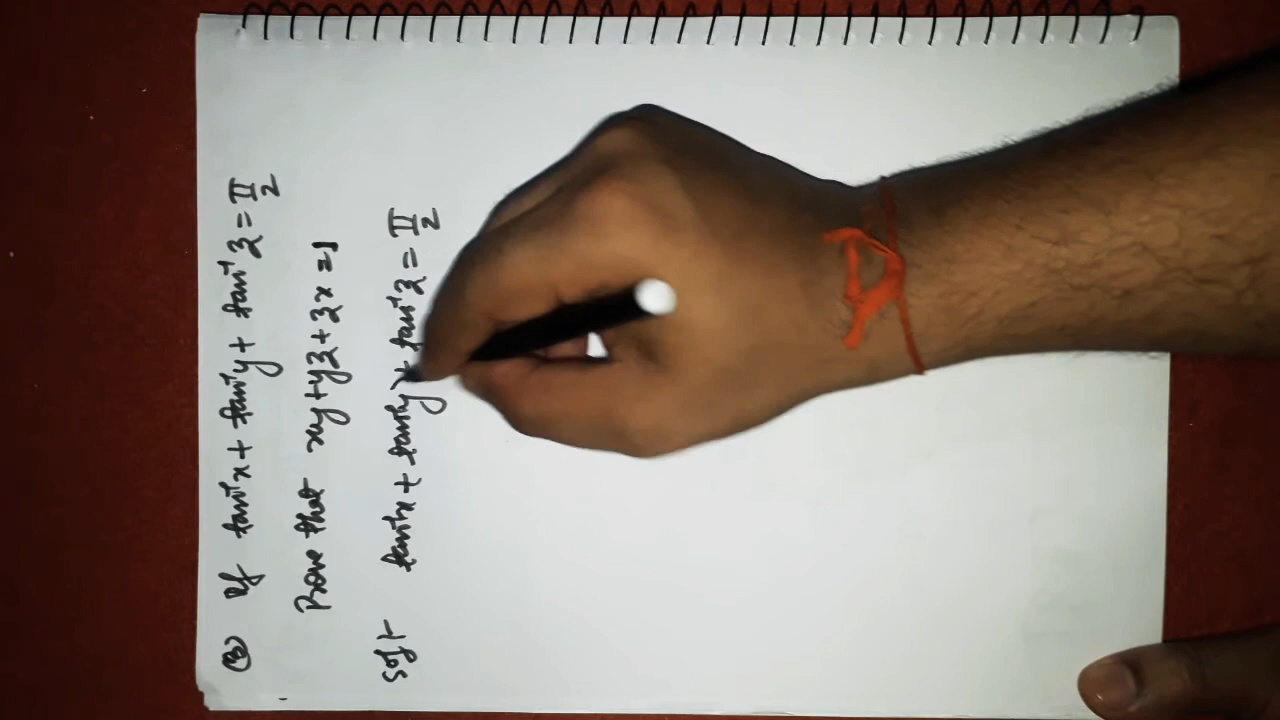 (3) If tan⁻¹x + tan⁻¹y + tan⁻¹z = π/2
Prove that xy+yz+zx=1
Sol+ tan⁻¹x + tan⁻¹y + tan⁻¹z = π/2